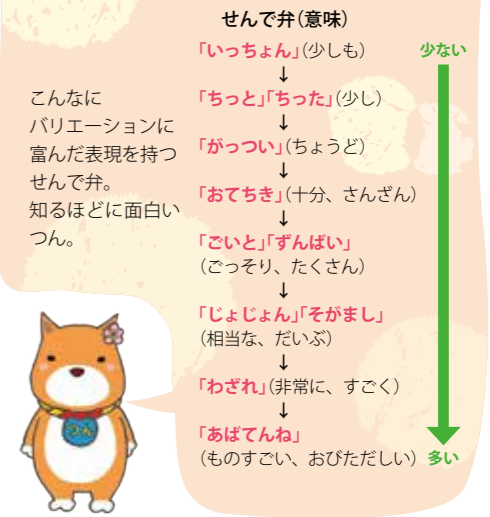 せんで弁(意味)
「いっちょん」(少しも)
少ない
↓
「ちっと」「ちった」(少し)
↓
「がっつい」(ちょうど)
↓
「おてちき」(十分、さんざん)
↓
「ごいと」「ずんばい」
(ごっそり、たくさん)
↓
「じょじょん」「そがまし」
(相当な、だいぶ)
↓
「わざれ」(非常に、すごく)
↓
「あばてんね」
(ものすごい、おびただしい)
多い
こんなに
バリエーションに
富んだ表現を持つ
せんで弁。
知るほどに面白い
つん。
つん